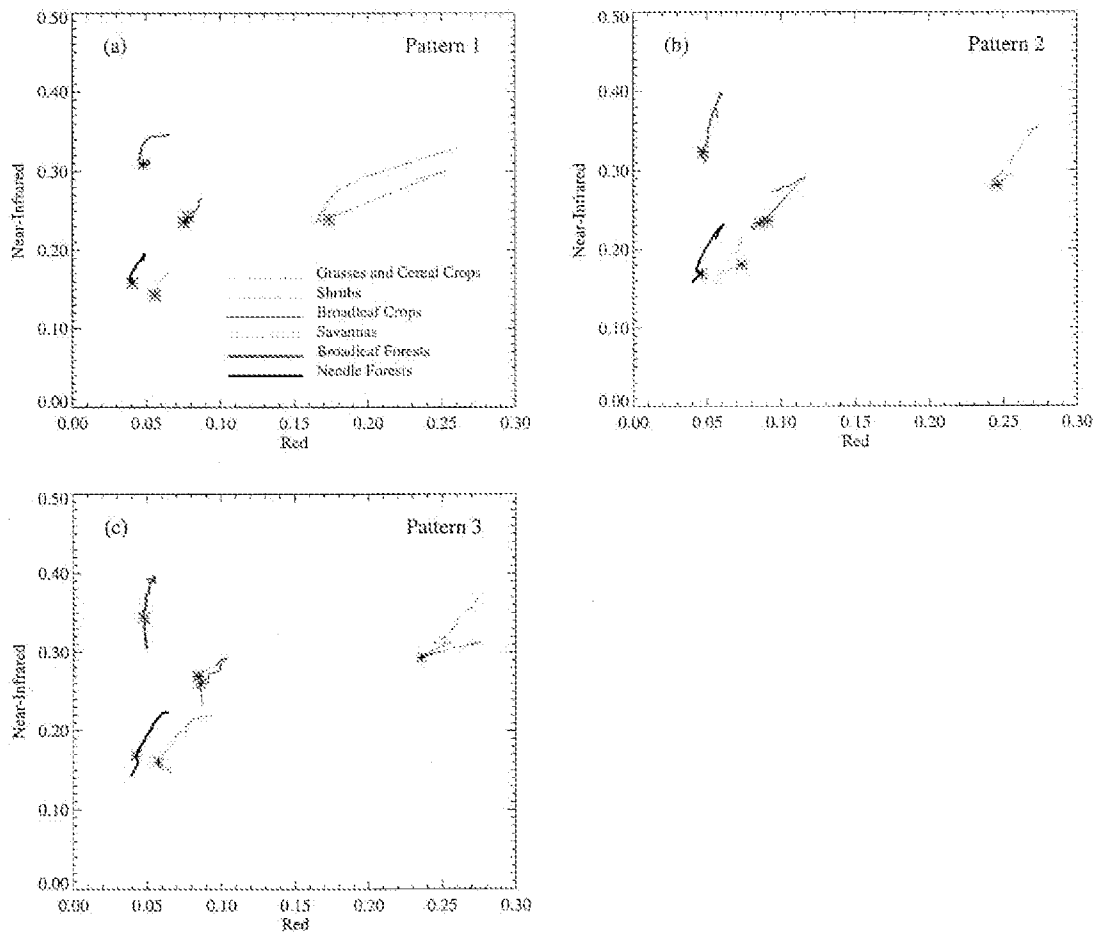 0.50
(a)
Pattern 1
0.40
0.30
0.20
0.10
0.00
Near-Infrared
Grasses and Cereal Crops
Shrubs
Broadleaf Crops
Savannas
Broadleaf Forests
Needle Forests
0.00 0.05 0.10 0.15 0.20 0.25 0.30
Red
0.50
(b)
Pattern 2
0.40
0.30
0.20
0.10
0.00
Near-Infrared
0.00 0.05 0.10 0.15 0.20 0.25 0.30
Red
0.50
(c)
Pattern 3
0.40
0.30
0.20
0.10
0.00
Near-Infrared
0.00 0.05 0.10 0.15 0.20 0.25 0.30
Red